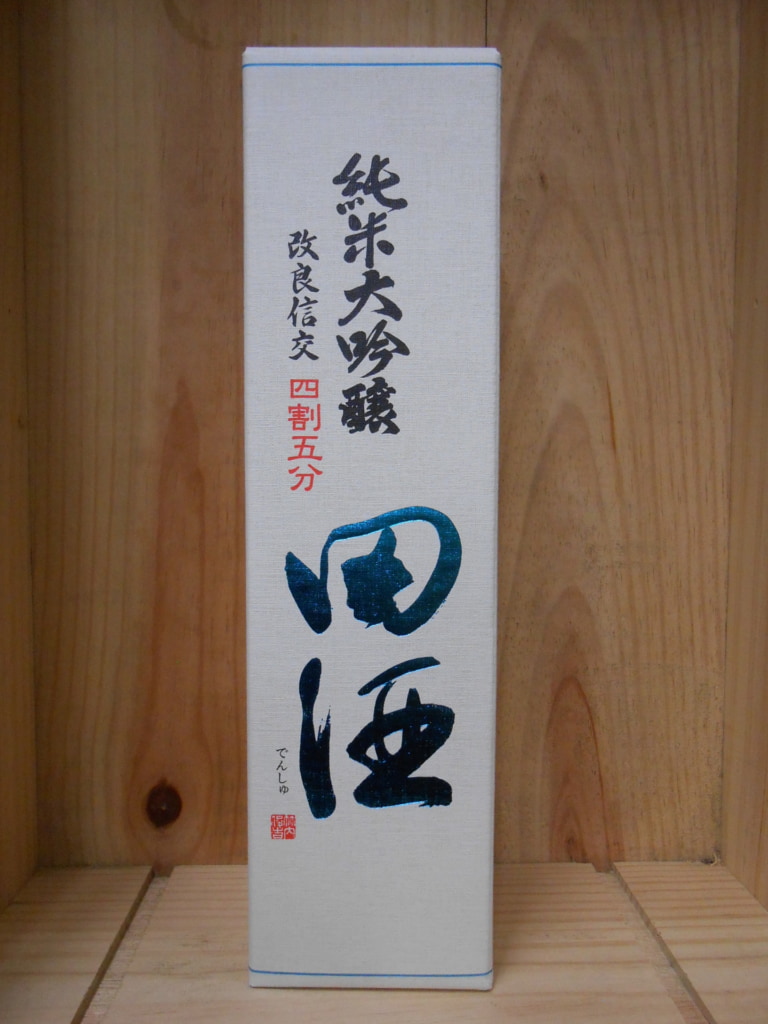 純米大吟醸
改良信交 四割五分
田酒
でんしゅ